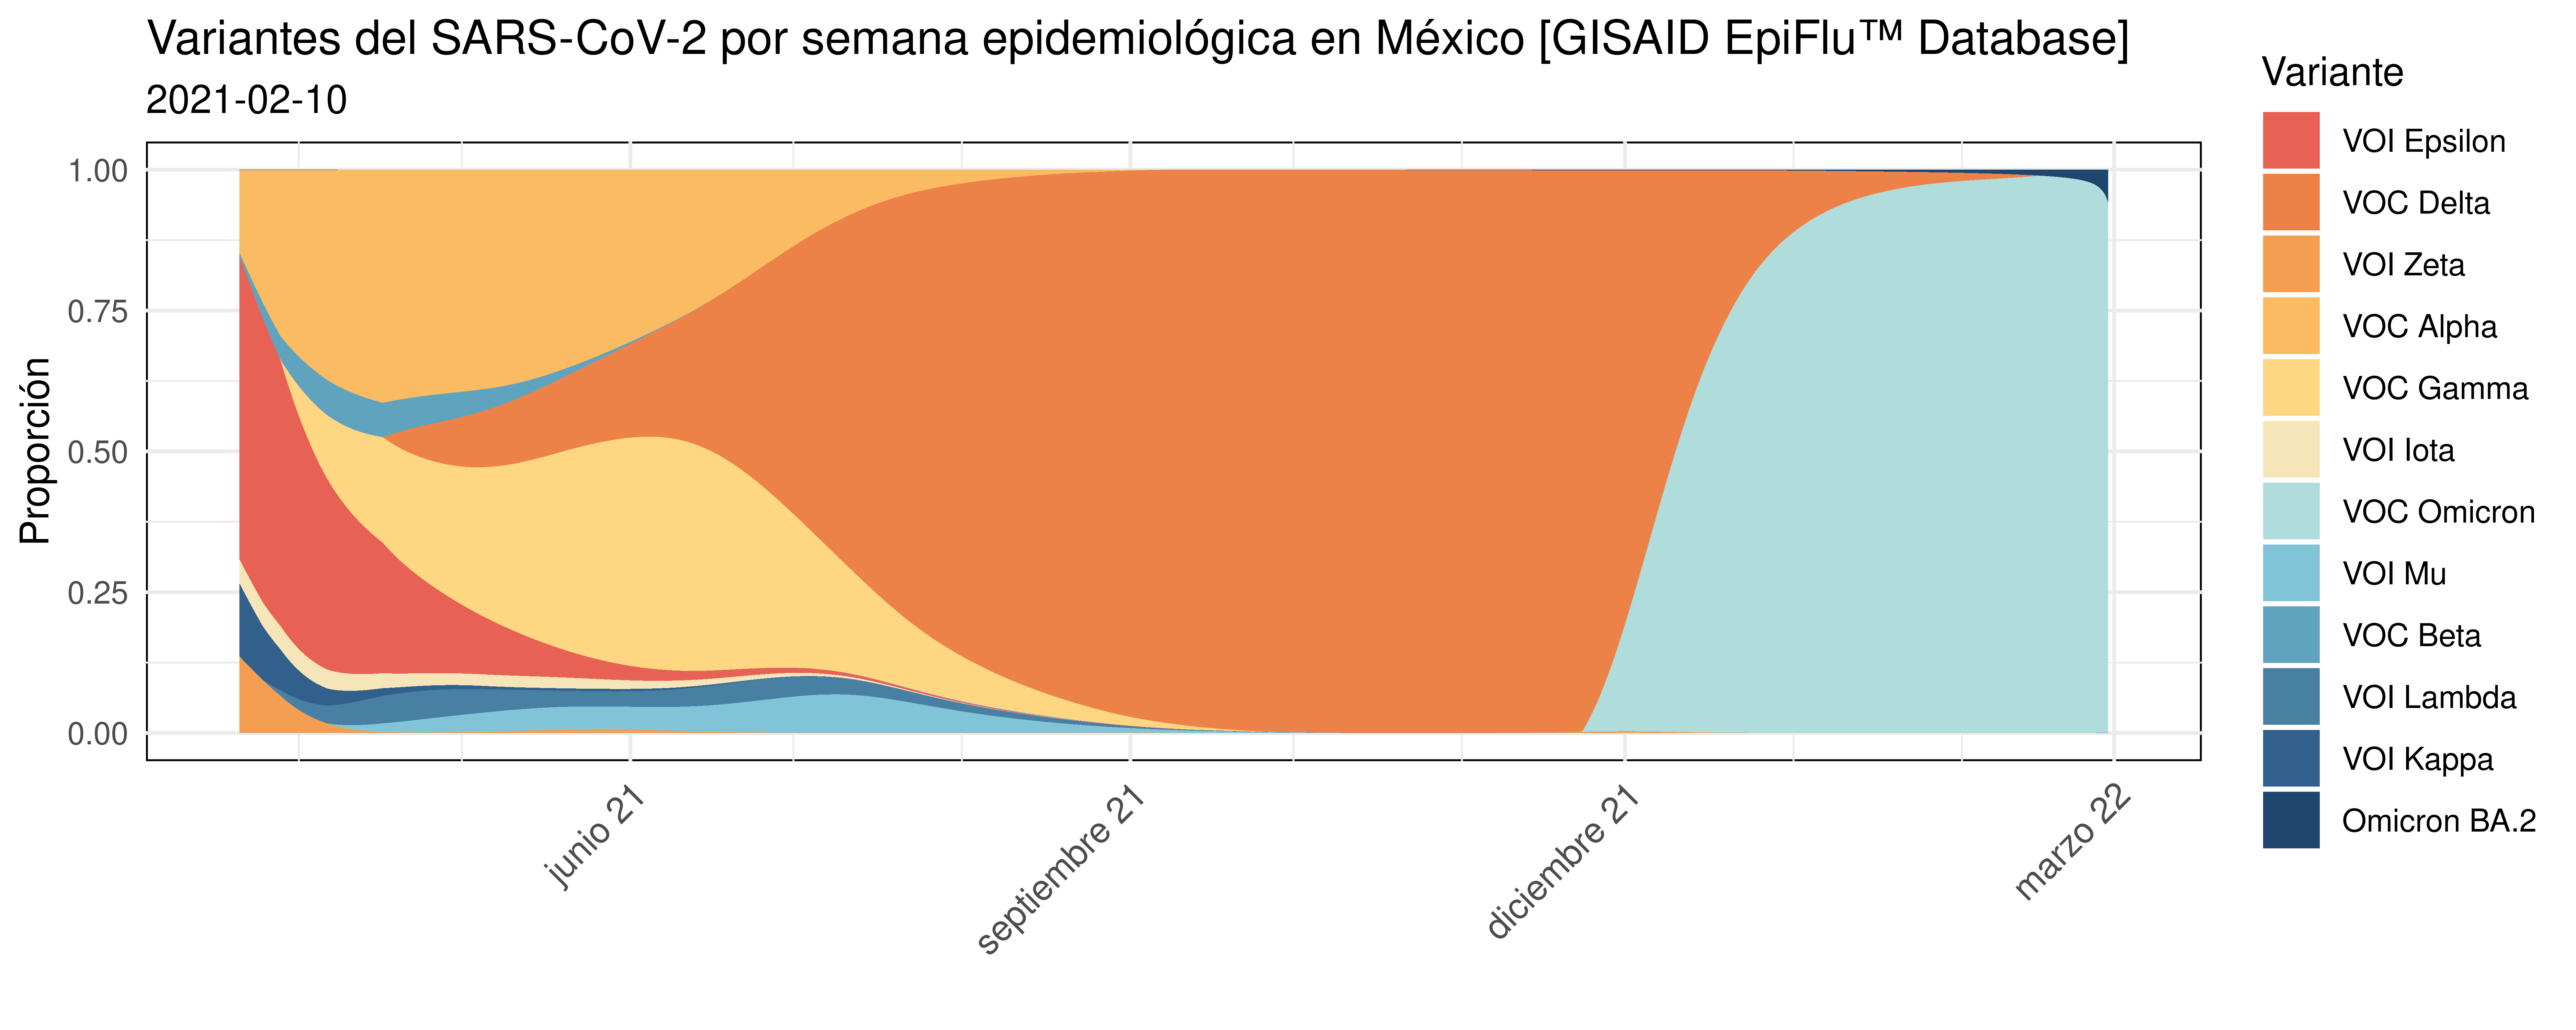 Variantes del SARS-CoV-2 por semana epidemiológica en México [GISAID EpiFlu™ Database]
2021-02-10
Proporción
1.00
0.75
0.50
0.25
0.00
junio 21
septiembre 21
diciembre 21
marzo 22
Variante
VOI Epsilon
VOC Delta
VOI Zeta
VOC Alpha
VOC Gamma
VOI Iota
VOC Omicron
VOI Mu
VOC Beta
VOI Lambda
VOI Kappa
Omicron BA.2